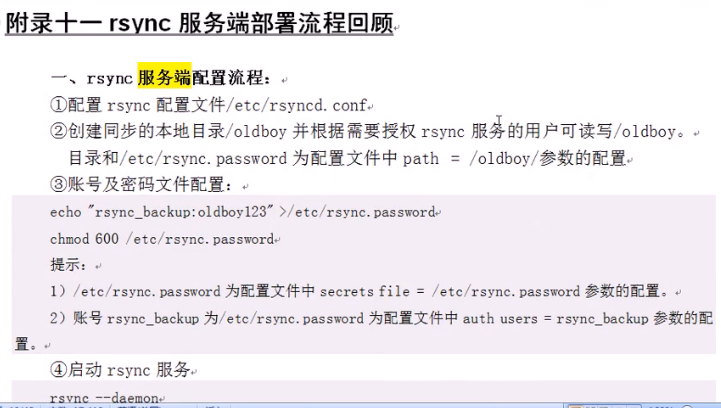 附录十一 rsync 服务端部署流程回顾
一、rsync 服务端配置流程：
①配置 rsync 配置文件/etc/rsyncd.conf
②创建同步的本地目录/oldboy 并根据需要授权 rsync 服务的用户可读写/oldboy。
目录和/etc/rsync.password 为配置文件中 path = /oldboy/参数的配置
③账号及密码文件配置：
echo "rsync_backup:oldboy123" >/etc/rsync.password
chmod 600 /etc/rsync.password
提示：
1）/etc/rsync.password 为配置文件中 secrets file = /etc/rsync.password 参数的配置。
2）账号 rsync_backup 为/etc/rsync.password 为配置文件中 auth users = rsync_backup 参数的配
置。
④启动 rsync 服务
rsync --daemon